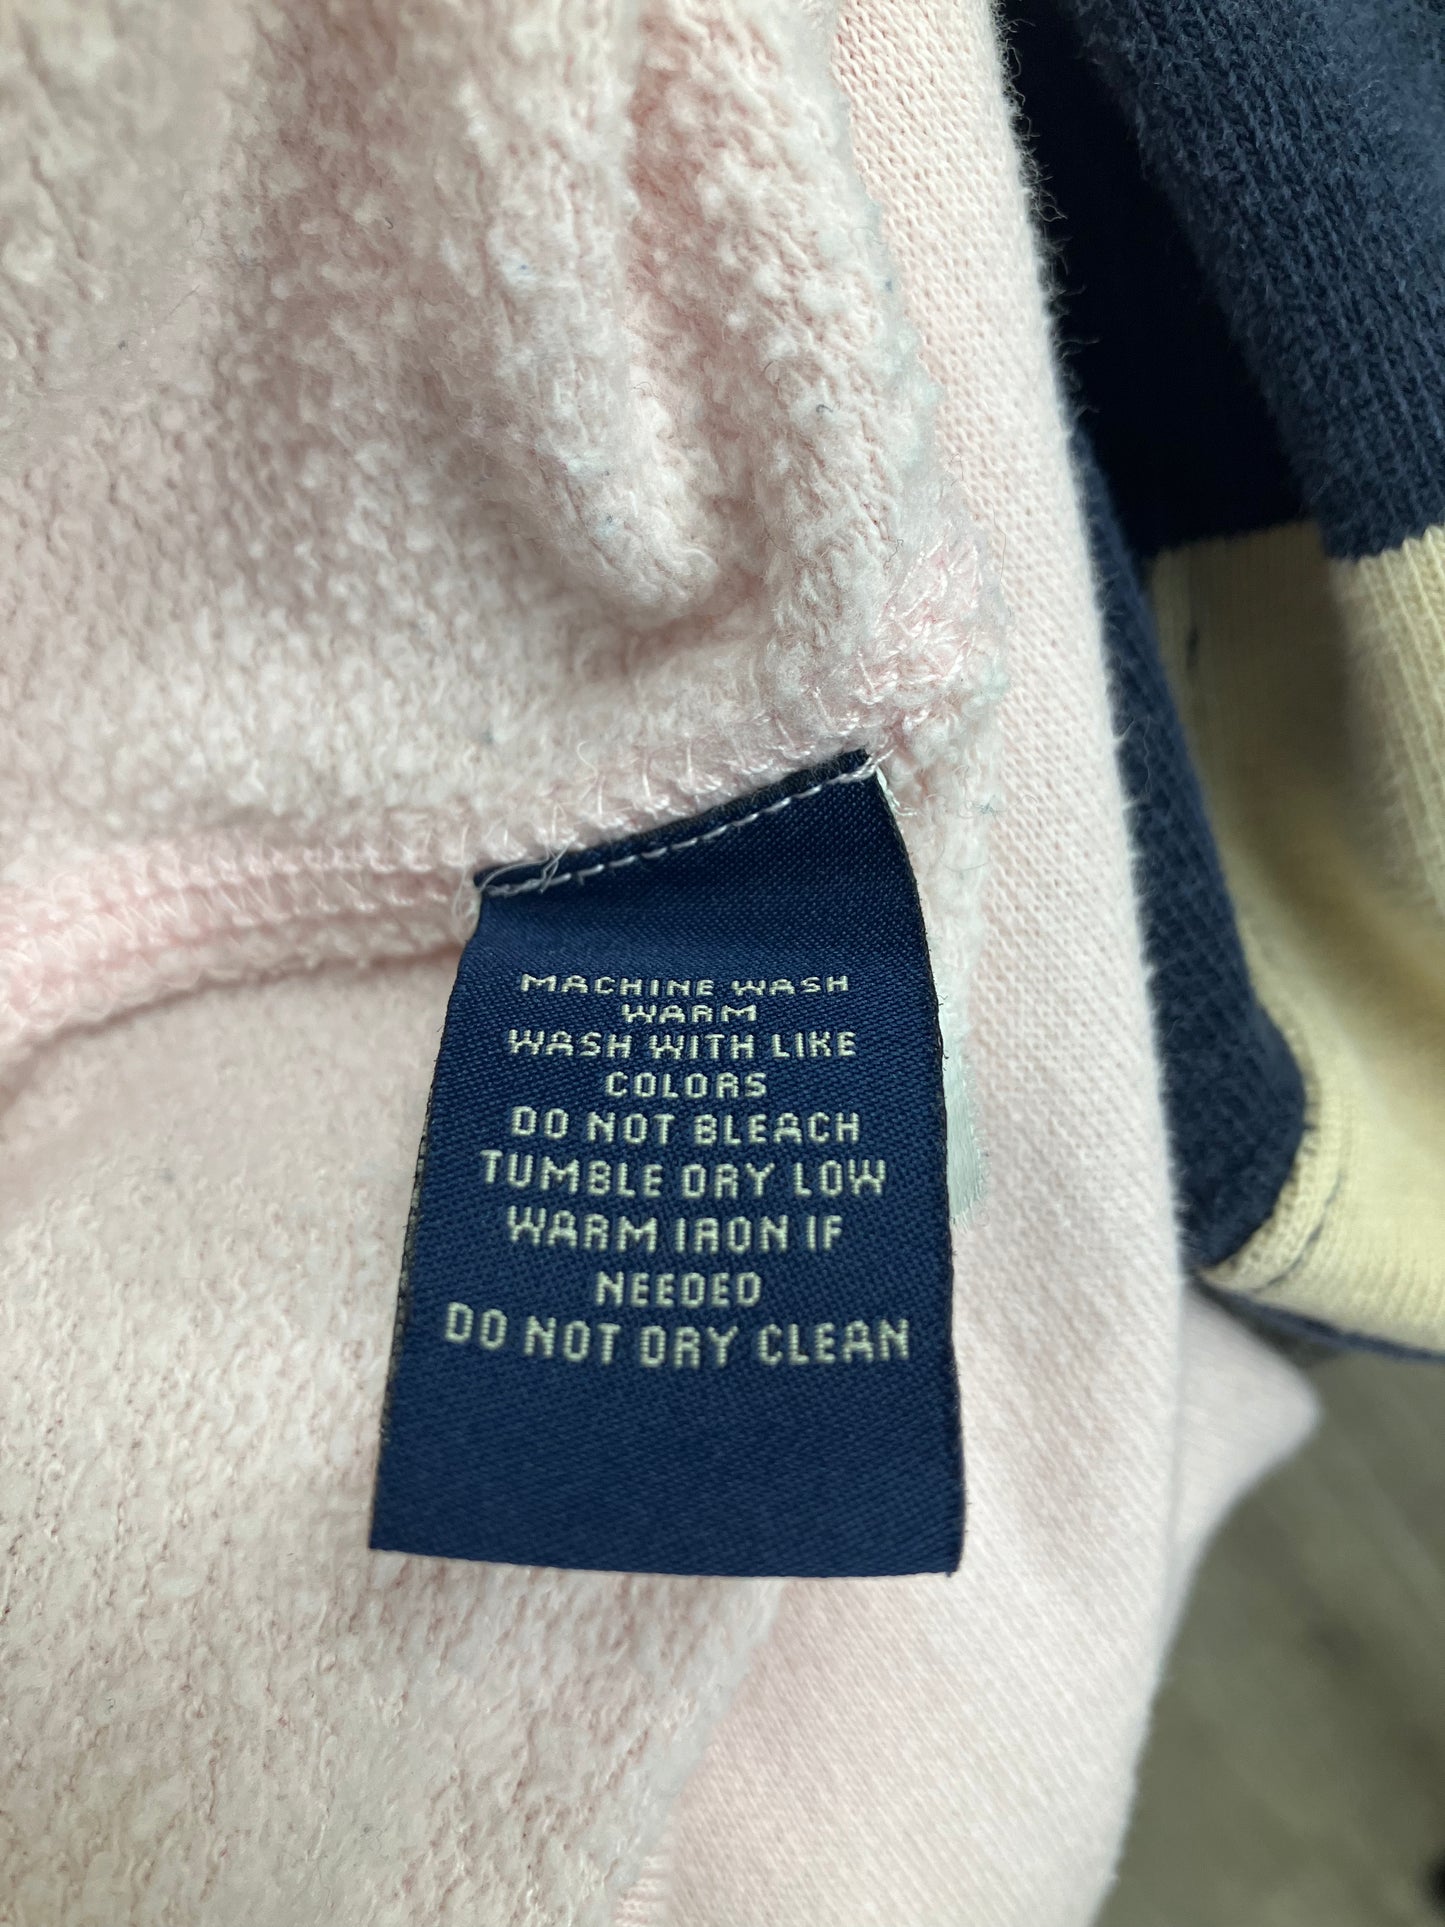 MACHINE WASH
WARM
WASH WITH LIKE
COLORS
DO NOT BLEACH
TUMBLE DRY LOW
WARM IRON IF
NEEDED
DO NOT DRY CLEAN